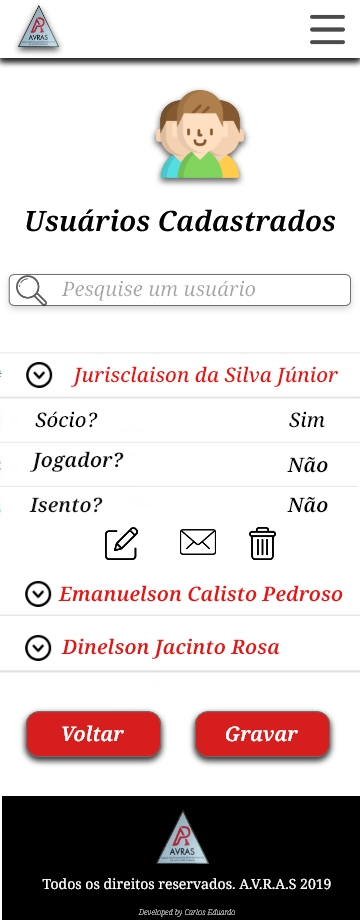 AVRAS
Usuários Cadastrados
Pesquise um usuário
Jurisclaison da Silva Júnior
Sócio? Sim
Jogador? Não
Isento? Não
Emanuelson Calisto Pedroso
Dinelson Jacinto Rosa
Voltar Gravar
AVRAS
Todos os direitos reservados. A.V.R.A.S 2019
Developed by Carlos Eduardo